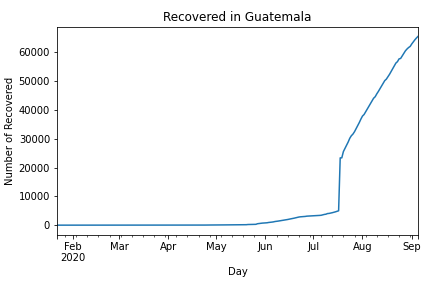 Recovered in Guatemala
60000
50000
40000
30000
20000
10000
0
Number of Recovered
Feb Mar Apr May Jun Jul Aug Sep
2020
Day